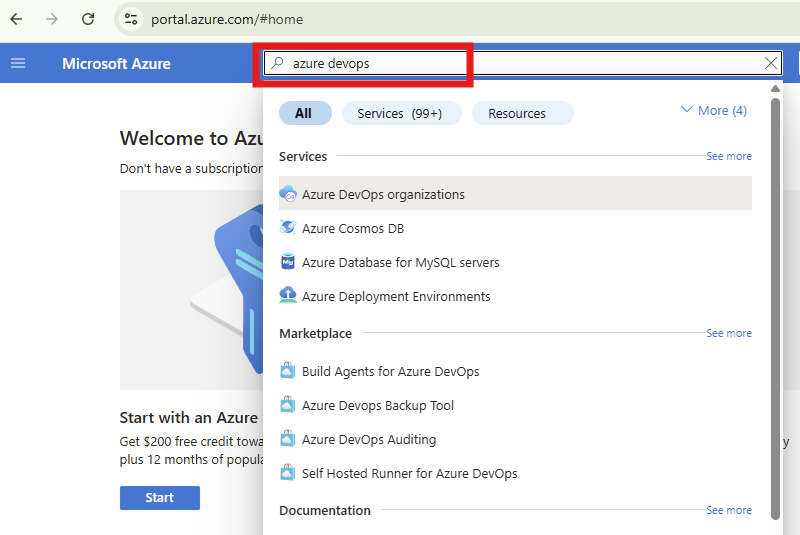 portal.azure.com/#home
Microsoft Azure
azure devops
All
Services (99+)
Resources
More (4)
Welcome to Azu
Don't have a subscription
Services
See more
Azure DevOps organizations
Azure Cosmos DB
Azure Database for MySQL servers
Azure Deployment Environments
Marketplace
See more
Build Agents for Azure DevOps
Azure Devops Backup Tool
Azure DevOps Auditing
Self Hosted Runner for Azure DevOps
Documentation
See more
Start with an Azure
Get $200 free credit towa
y
plus 12 months of popula
Start